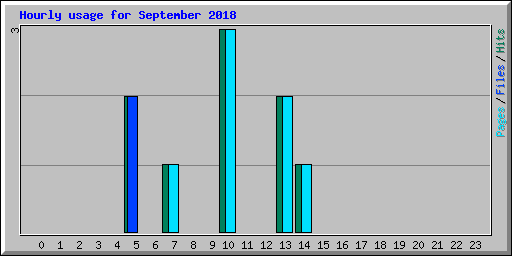 Hourly usage for September 2018
3
Pages/Files/Hits
0 1 2 3 4 5 6 7 8 9 10 11 12 13 14 15 16 17 18 19 20 21 22 23